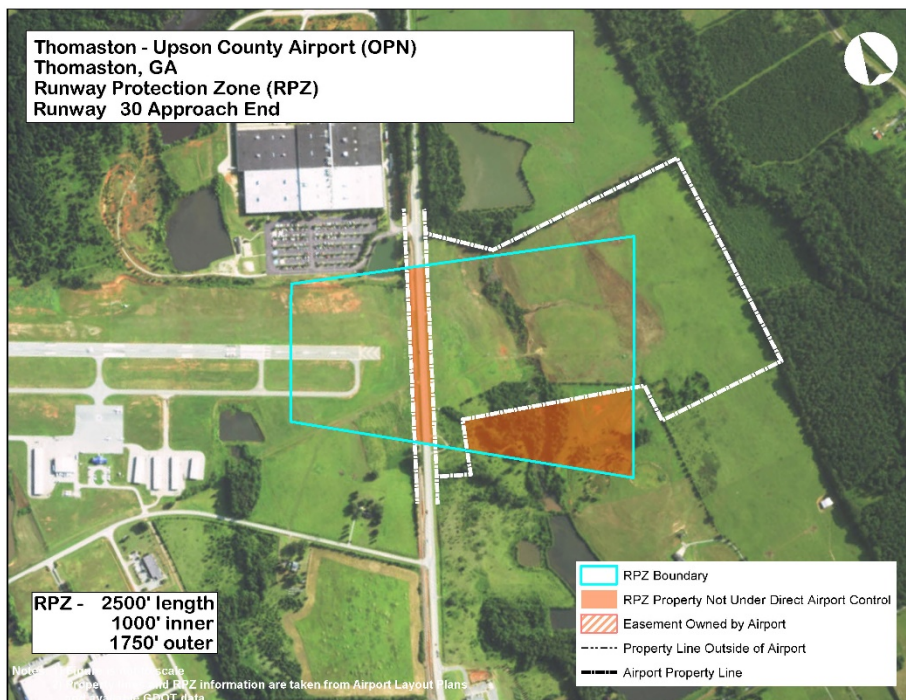 Thomaston - Upson County Airport (OPN)
Thomaston, GA
Runway Protection Zone (RPZ)
Runway 30 Approach End
RPZ - 2500' length
1000' inner
1750' outer
RPZ Boundary
RPZ Property Not Under Direct Airport Control
Easement Owned by Airport
Property Line Outside of Airport
Airport Property Line
scale
and RPZ information are taken from Airport Layout Plans
GDOT data